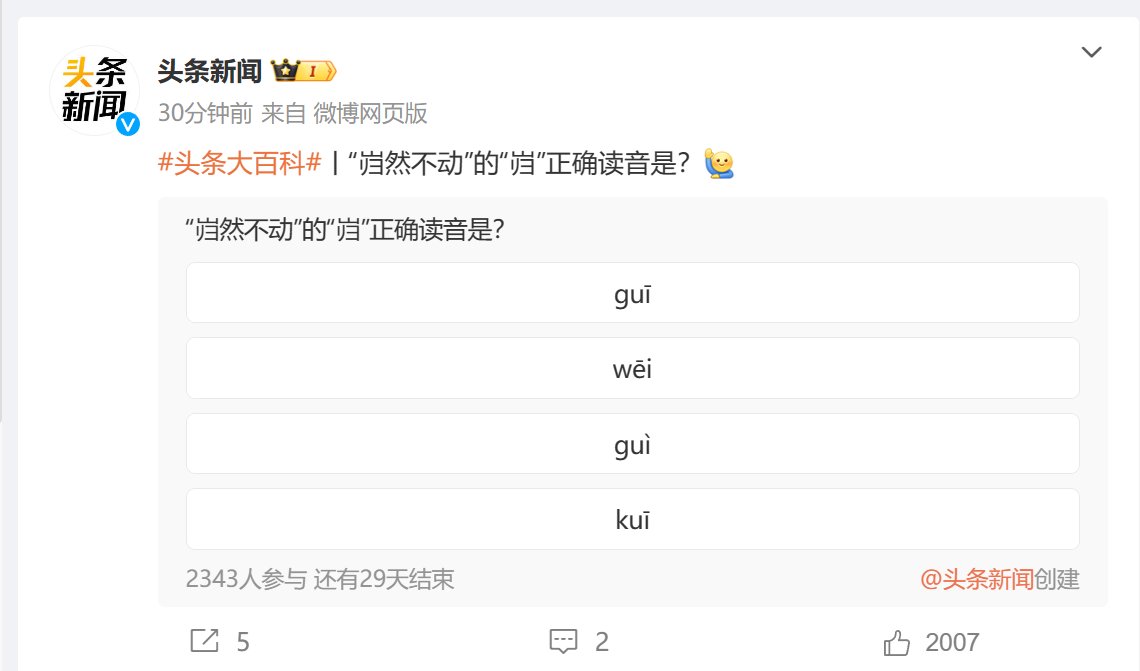 头条
新闻
头条新闻 I
30分钟前 来自 微博网页版
#头条大百科#丨“岿然不动”的“岿”正确读音是？
“岿然不动”的“岿”正确读音是？
guī
wēi
guì
kuī
2343人参与 还有29天结束
@头条新闻创建
5
2
2007